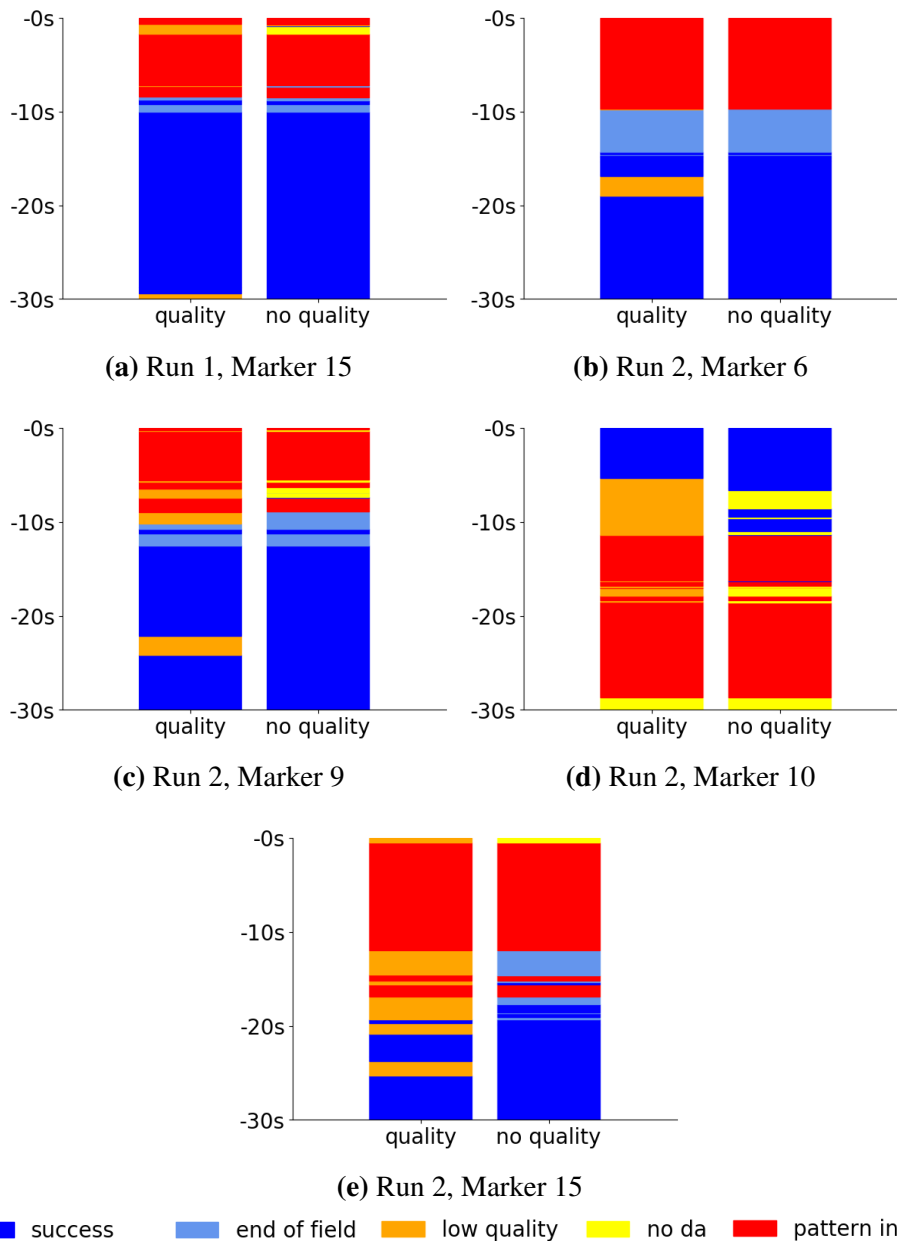 -0s -0s
-10s -10s
-20s -20s
-30s -30s
quality no quality quality no quality
(a) Run 1, Marker 15 (b) Run 2, Marker 6
-0s -0s
-10s -10s
-20s -20s
-30s -30s
quality no quality quality no quality
(c) Run 2, Marker 9 (d) Run 2, Marker 10
-0s
-10s
-20s
-30s
quality no quality
(e) Run 2, Marker 15
success end of field low quality no da pattern in